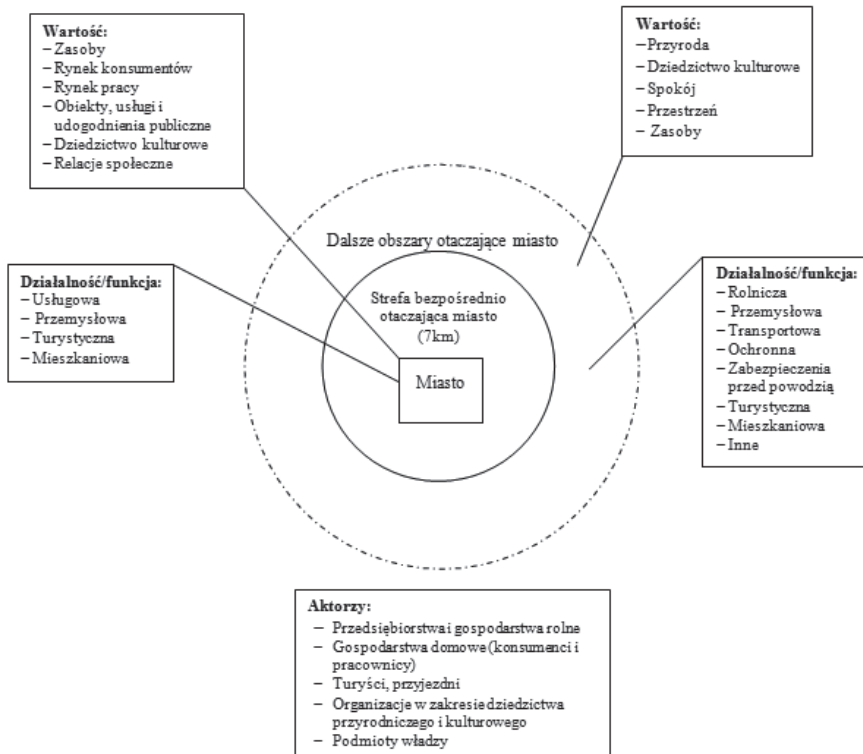 Wartość:
– Zasoby
– Rynek konsumentów
– Rynek pracy
– Obiekty, usługi i
udogodnienia publiczne
– Dziedzictwo kulturowe
– Relacje społeczne
Wartość:
– Przyroda
– Dziedzictwo kulturowe
– Spokój
– Przestrzeń
– Zasoby
Dalsze obszary otaczające miasto
Działalność/funkcja:
– Usługowa
– Przemysłowa
– Turystyczna
– Mieszkaniowa
Strefa bezpośrednio
otaczająca miasto
(7km)
Miasto
Działalność/funkcja:
– Rolnicza
– Przemysłowa
– Transportowa
– Ochronna
– Zabezpieczenia
przed powodzią
– Turystyczna
– Mieszkaniowa
– Inne
Aktorzy:
– Przedsiębiorstwa i gospodarstwa rolne
– Gospodarstwa domowe (konsumenci i
pracownicy)
– Turyści, przyjezdni
– Organizacje w zakresie dziedzictwa
przyrodniczego i kulturowego
– Podmioty władzy